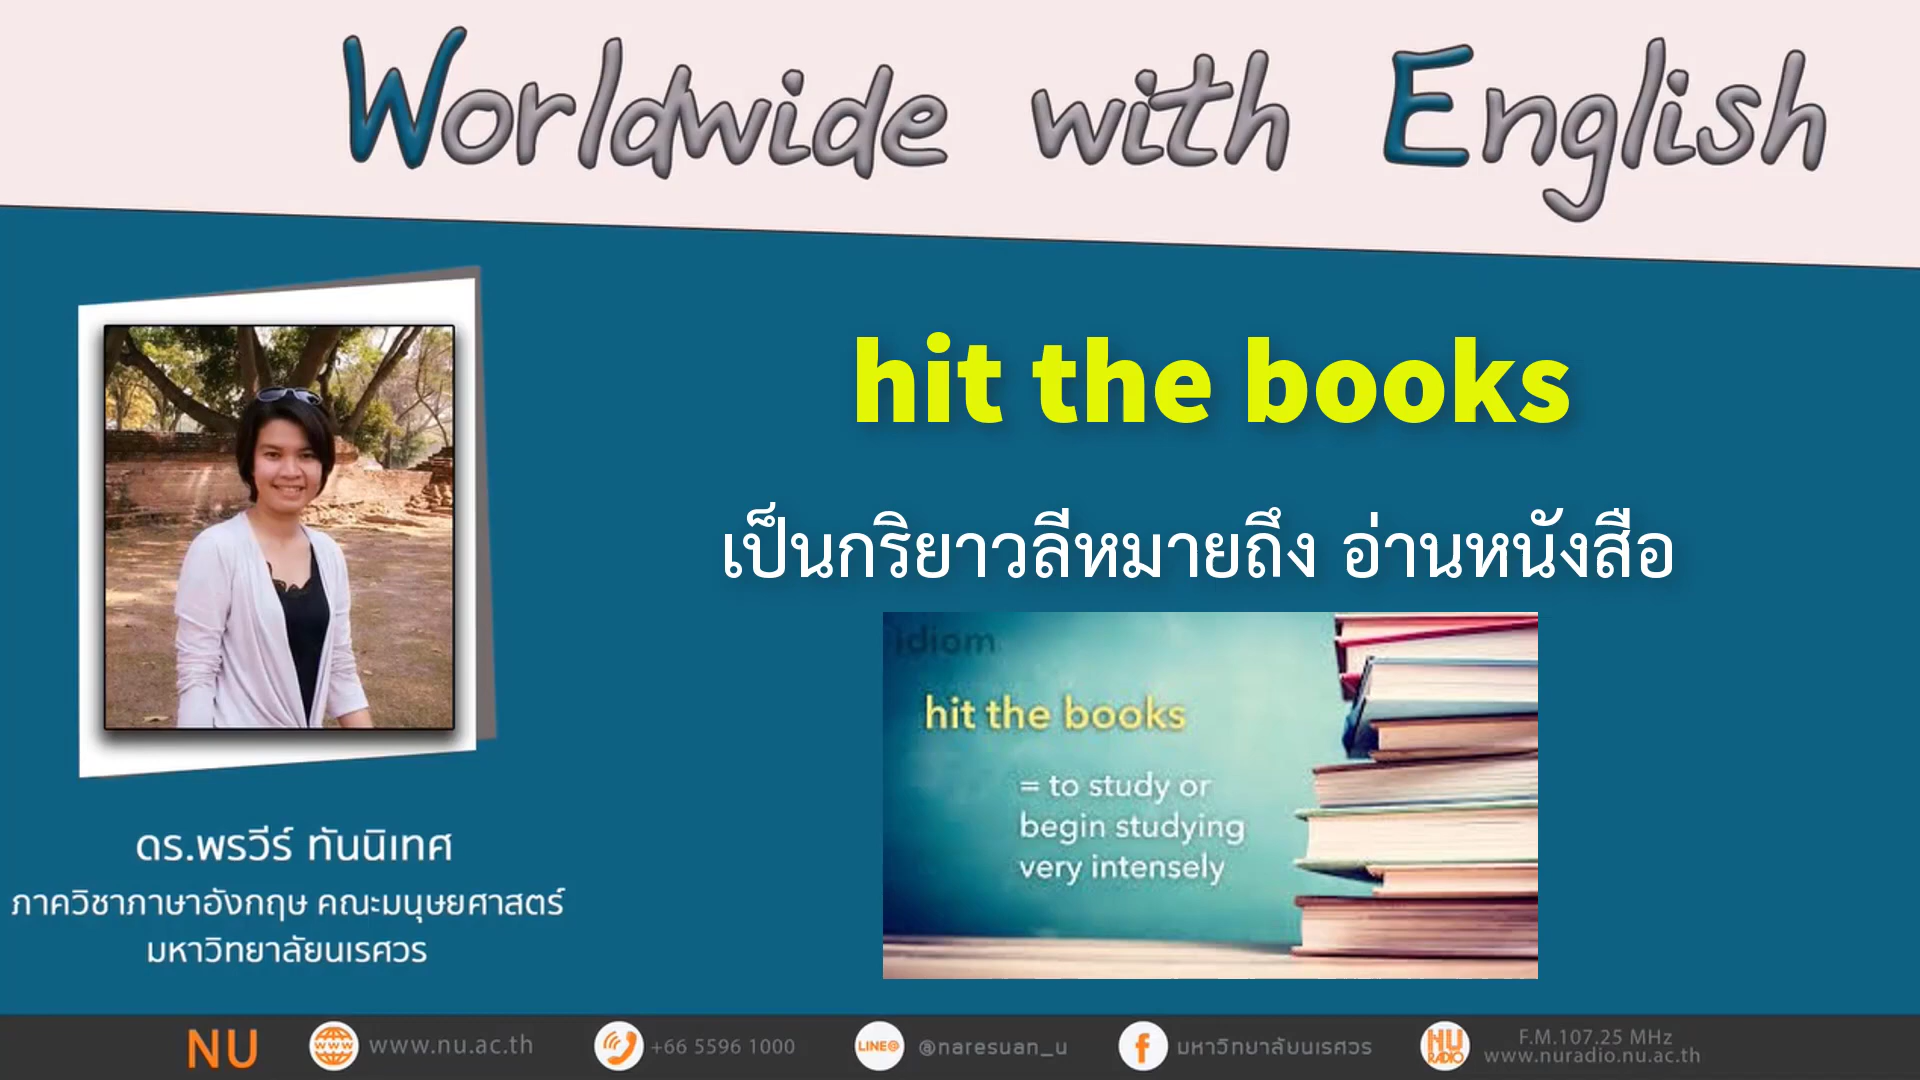 Worldwide with English
hit the books
เป็นกริยาวลีหมายถึง อ่านหนังสือ
idiom
hit the books
= to study or
begin studying
very intensely
ดร.พรวีร์ ทันนิเทศ
ภาควิชาภาษาอังกฤษ คณะมนุษยศาสตร์
มหาวิทยาลัยนเรศวร
NU
www
www.nu.ac.th
+66 5596 1000
LINE@
@naresuan_u
f
มหาวิทยาลัยนเรศวร
NU
RADIO
F.M.107.25 MHz
www.nuradio.nu.ac.th